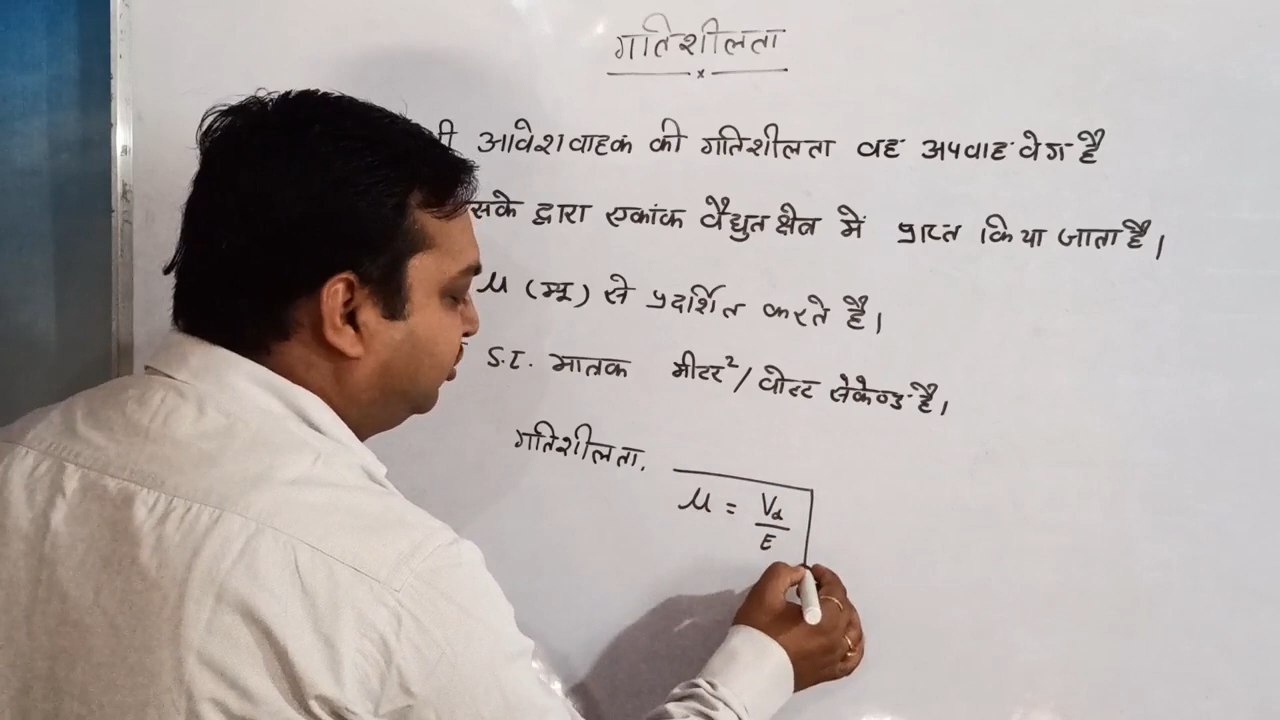 गतिशीलता
आवेशवाहक की गतिशीलता वह अपवाह वेग है
सके द्वारा एकांक वैद्युत क्षेत्र में प्राप्त किया जाता है।
μ (म्यू) से प्रदर्शित करते है।
S.I. मात्रक मीटर²/वोल्ट सेकेण्ड है।
गतिशीलता.
μ = Vd/E